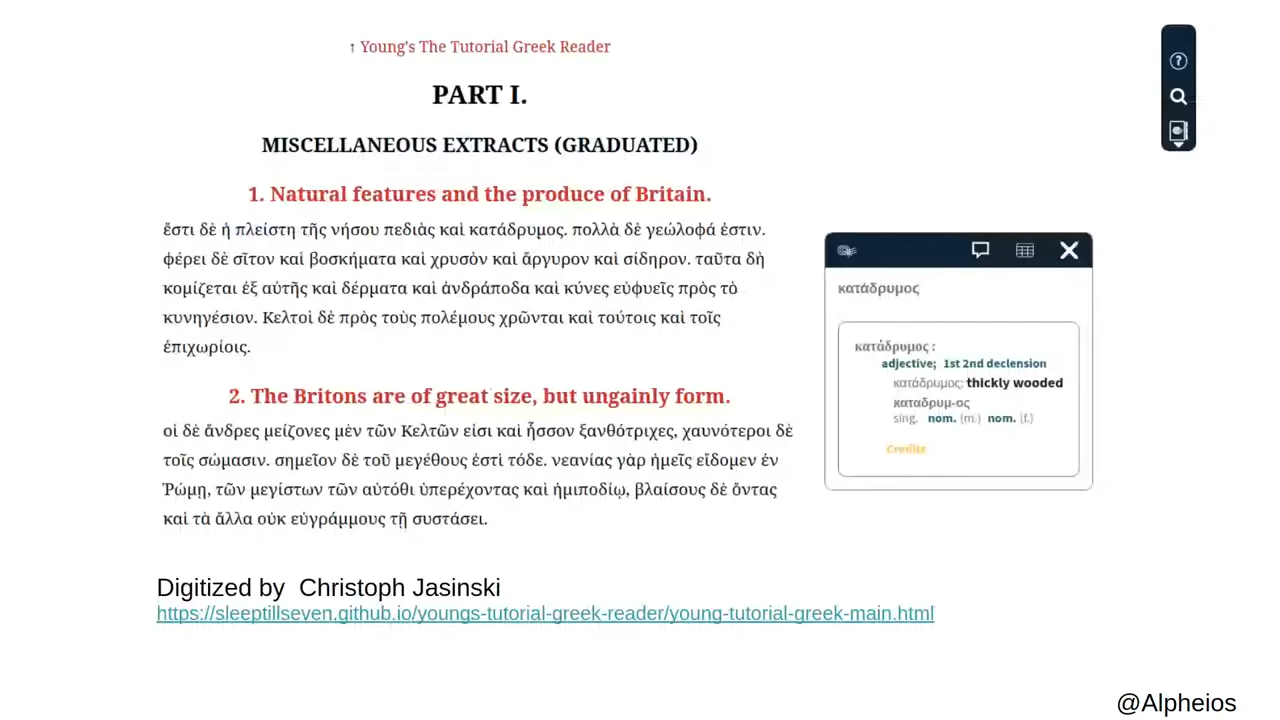 ↑ Young's The Tutorial Greek Reader
PART I.
MISCELLANEOUS EXTRACTS (GRADUATED)
1. Natural features and the produce of Britain.
ἔστι δὲ ἡ πλείστη τῆς νήσου πεδιὰς καὶ κατάδρυμος. πολλὰ δὲ γεώλοφά ἐστιν.
φέρει δὲ σῖτον καὶ βοσκήματα καὶ χρυσὸν καὶ ἄργυρον καὶ σίδηρον. ταῦτα δὴ
κομίζεται ἐξ αὐτῆς καὶ δέρματα καὶ ἀνδράποδα καὶ κύνες εὐφυεῖς πρὸς τὸ
κυνηγέσιον. Κελτοὶ δὲ πρὸς τοὺς πολέμους χρῶνται καὶ τούτοις καὶ τοῖς
ἐπιχωρίοις.
2. The Britons are of great size, but ungainly form.
οἱ δὲ ἄνδρες μείζονες μὲν τῶν Κελτῶν εἰσι καὶ ἧσσον ξανθότριχες, χαυνότεροι δὲ
τοῖς σώμασιν. σημεῖον δὲ τοῦ μεγέθους ἐστὶ τόδε. νεανίας γὰρ ἡμεῖς εἴδομεν ἐν
Ῥώμῃ, τῶν μεγίστων τῶν αὐτόθι ὑπερέχοντας καὶ ἡμιποδίῳ, βλαίσους δὲ ὄντας
καὶ τὰ ἄλλα οὐκ εὐγράμμους τῇ συστάσει.
κατάδρυμος
κατάδρυμος :
adjective; 1st 2nd declension
κατάδρυμος: thickly wooded
καταδρυμ-ος
sing. nom. (m.) nom. (f.)
Credits
Digitized by Christoph Jasinski
https://sleeptillseven.github.io/youngs-tutorial-greek-reader/young-tutorial-greek-main.html
@Alpheios